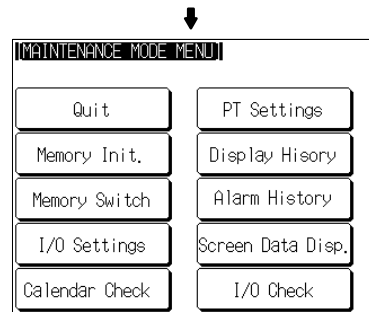 [MAINTENANCE MODE MENU]
Quit
PT Settings
Memory Init.
Display Hisory
Memory Switch
Alarm History
I/O Settings
Screen Data Disp.
Calendar Check
I/O Check